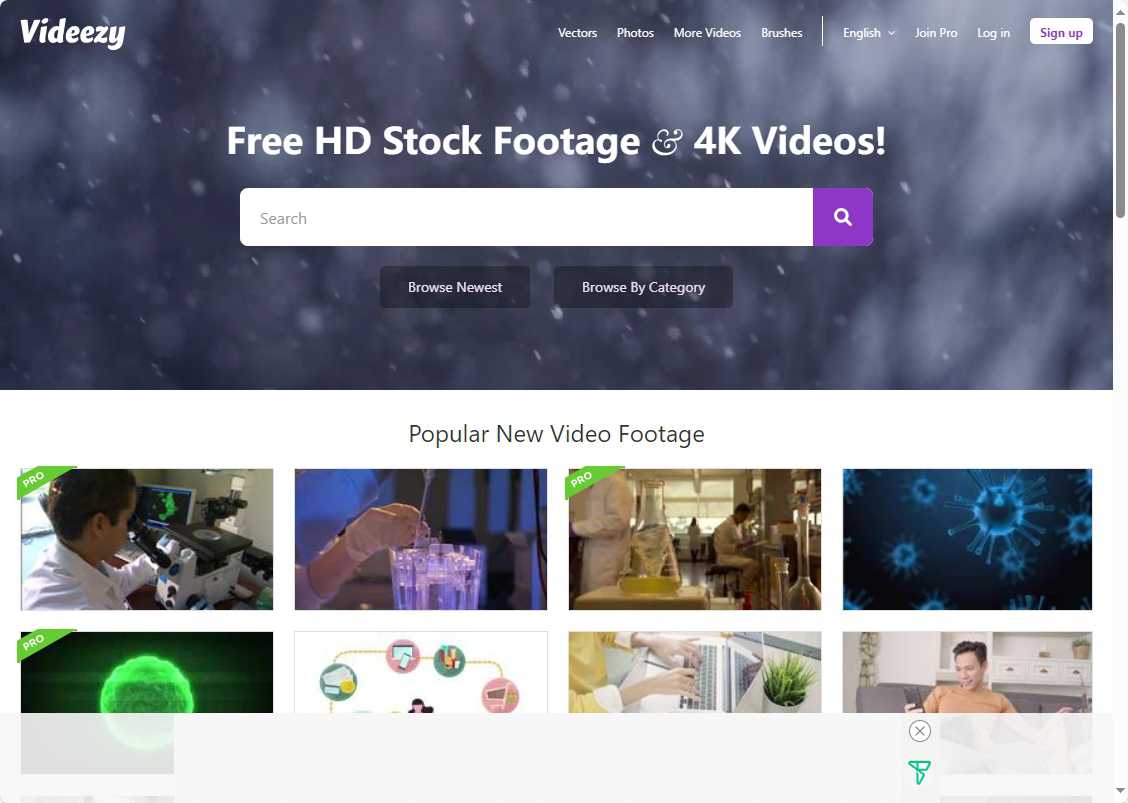 Videezy
Vectors Photos More Videos Brushes English Join Pro Log in Sign up
Free HD Stock Footage & 4K Videos!
Search
Browse Newest Browse By Category
Popular New Video Footage
PRO PRO
PRO